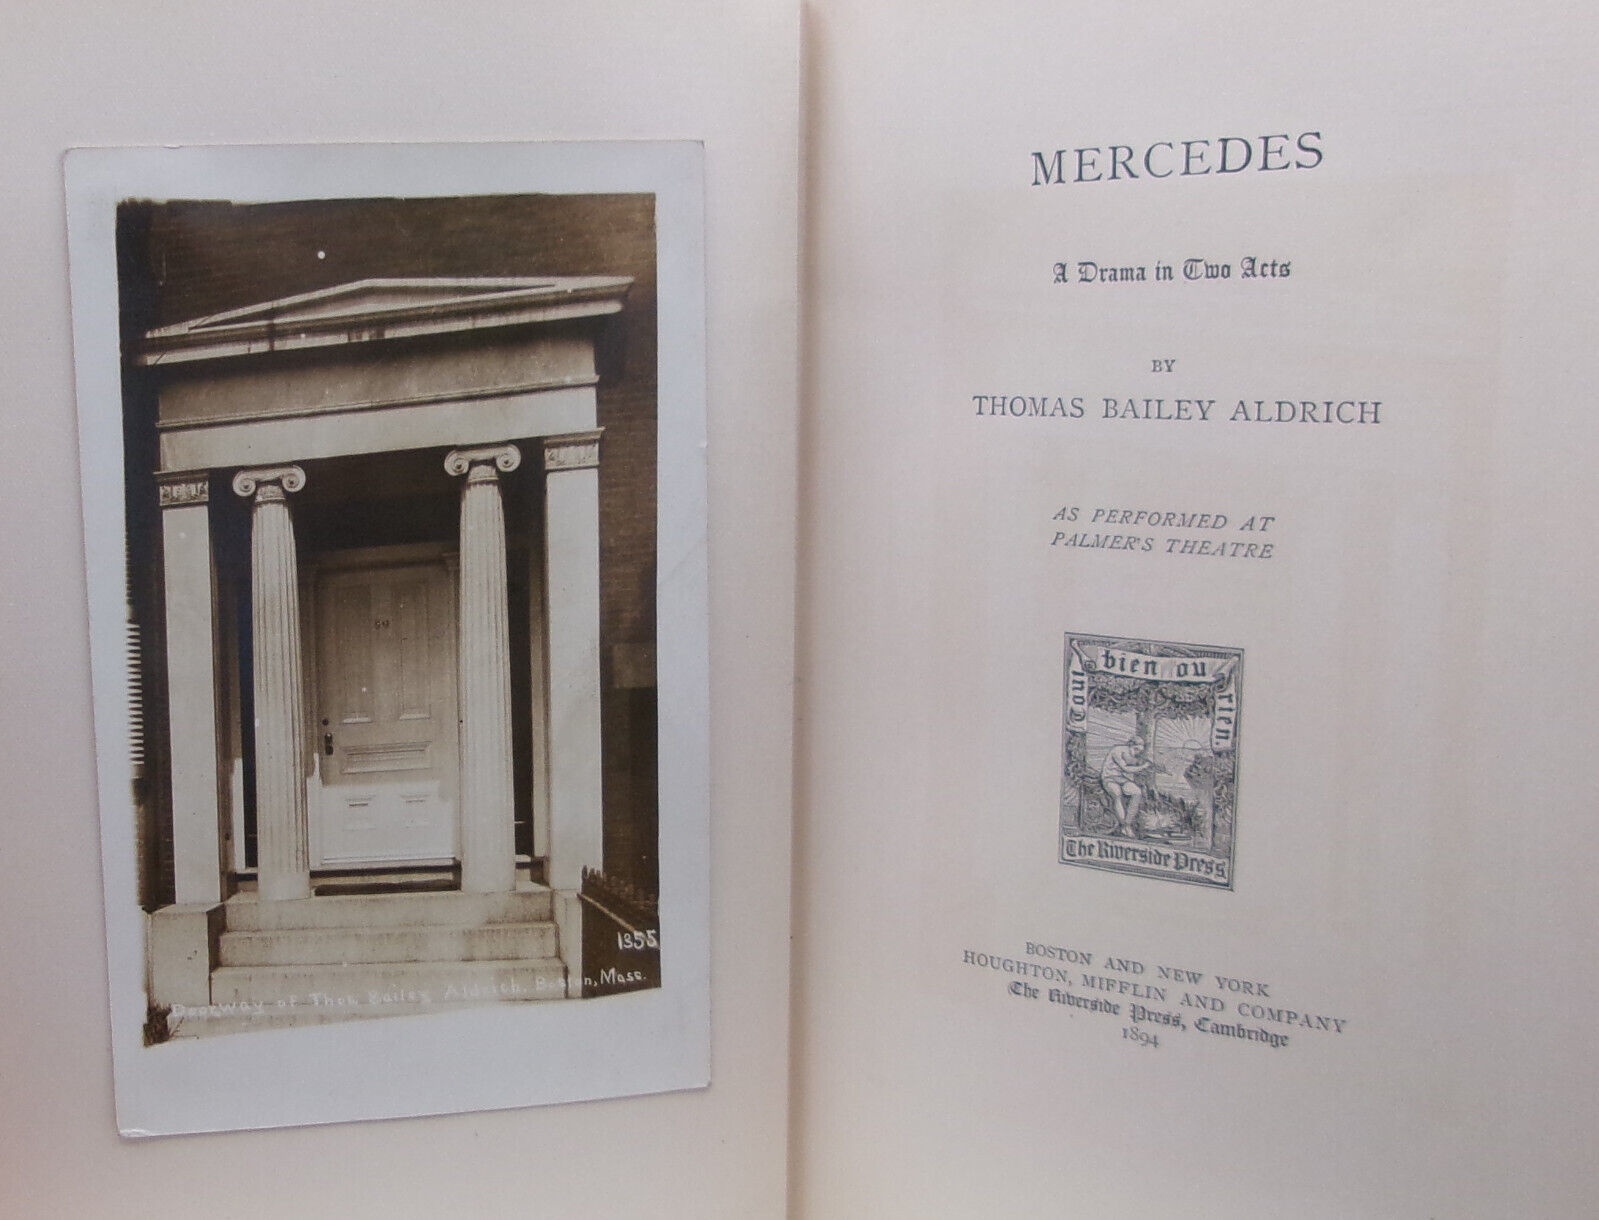 59
1355
Doorway of Thos. Bailey Aldrich. Boston, Mass.
MERCEDES
A Drama in Two Acts
BY
THOMAS BAILEY ALDRICH
AS PERFORMED AT
PALMER'S THEATRE
Tout bien ou rien.
The Riverside Press
BOSTON AND NEW YORK
HOUGHTON, MIFFLIN AND COMPANY
The Riverside Press, Cambridge
1894